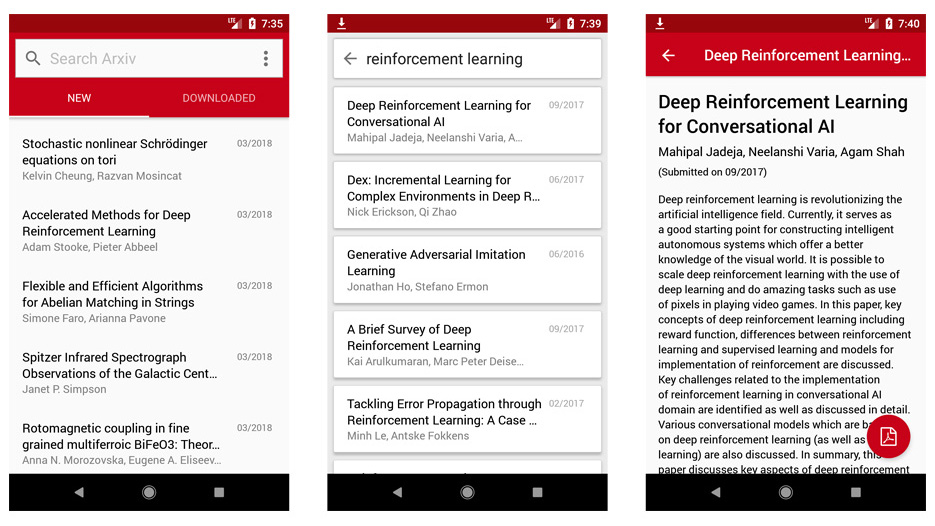 LTE 7:35
Search Arxiv
NEW DOWNLOADED
Stochastic nonlinear Schrödinger 03/2018
equations on tori
Kelvin Cheung, Razvan Mosincat
Accelerated Methods for Deep 03/2018
Reinforcement Learning
Adam Stooke, Pieter Abbeel
Flexible and Efficient Algorithms 03/2018
for Abelian Matching in Strings
Simone Faro, Arianna Pavone
Spitzer Infrared Spectrograph 03/2018
Observations of the Galactic Cent…
Janet P. Simpson
Rotomagnetic coupling in fine 03/2018
grained multiferroic BiFeO3: Theor…
Anna N. Morozovska, Eugene A. Eliseev…
LTE 7:39
reinforcement learning
Deep Reinforcement Learning for 09/2017
Conversational AI
Mahipal Jadeja, Neelanshi Varia, A…
Dex: Incremental Learning for 06/2017
Complex Environments in Deep R…
Nick Erickson, Qi Zhao
Generative Adversarial Imitation 06/2016
Learning
Jonathan Ho, Stefano Ermon
A Brief Survey of Deep 09/2017
Reinforcement Learning
Kai Arulkumaran, Marc Peter Deise…
Tackling Error Propagation through 02/2017
Reinforcement Learning: A Case …
Minh Le, Antske Fokkens
LTE 7:40
Deep Reinforcement Learning…
Deep Reinforcement Learning
for Conversational AI
Mahipal Jadeja, Neelanshi Varia, Agam Shah
(Submitted on 09/2017)
Deep reinforcement learning is revolutionizing the
artificial intelligence field. Currently, it serves as
a good starting point for constructing intelligent
autonomous systems which offer a better
knowledge of the visual world. It is possible to
scale deep reinforcement learning with the use of
deep learning and do amazing tasks such as use
of pixels in playing video games. In this paper, key
concepts of deep reinforcement learning including
reward function, differences between reinforcement
learning and supervised learning and models for
implementation of reinforcement are discussed.
Key challenges related to the implementation
of reinforcement learning in conversational AI
domain are identified as well as discussed in detail.
Various conversational models which are
on deep reinforcement learning (as well as
learning) are also discussed. In summary, this
paper discusses key aspects of deep reinforcement